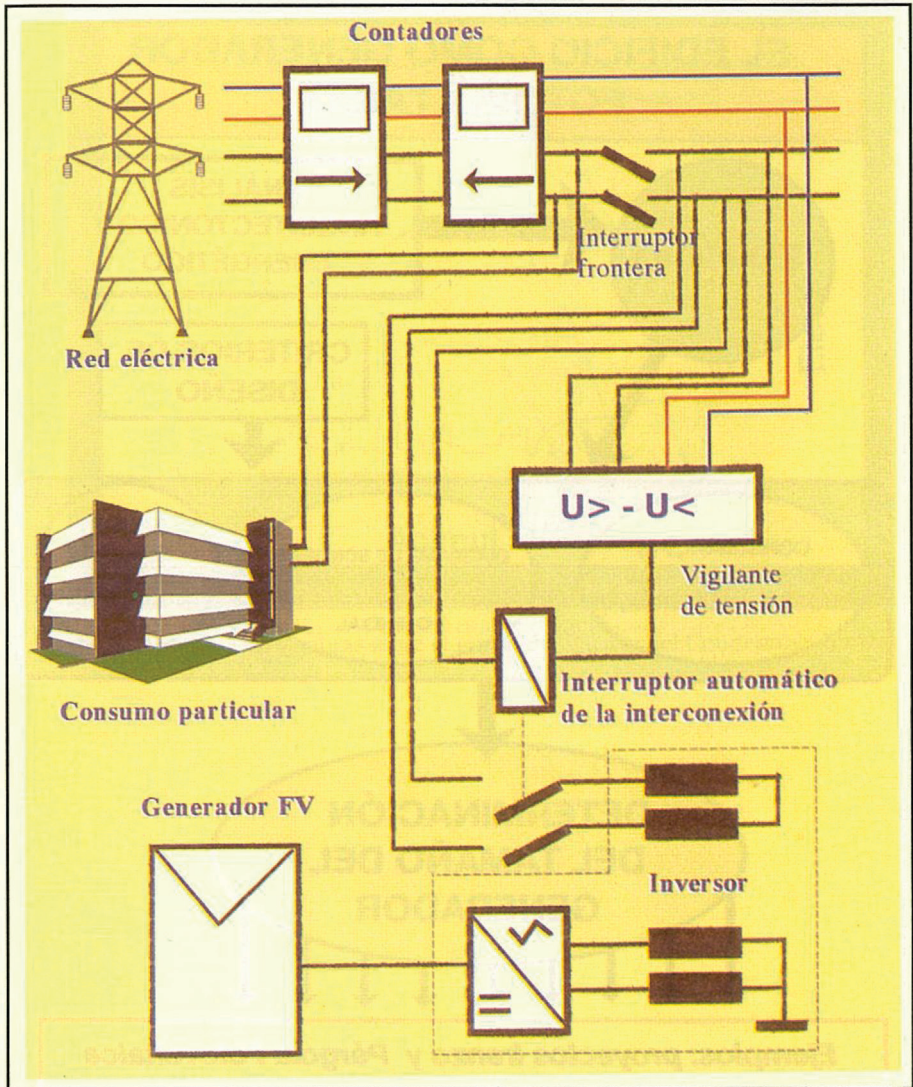 Contadores
Interruptor
frontera
Red eléctrica
U> - U<
Vigilante
de tensión
Interruptor automático
de la interconexión
Consumo particular
Generador FV
Inversor